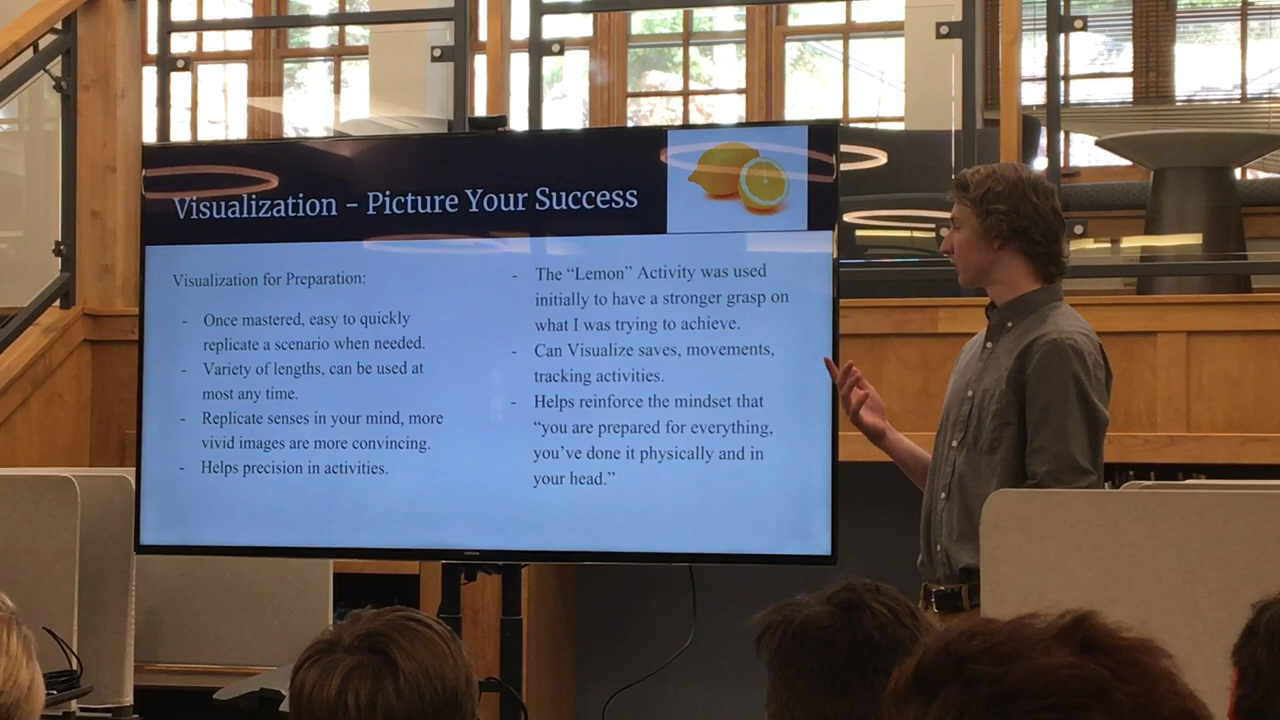 Visualization - Picture Your Success
Visualization for Preparation:
- Once mastered, easy to quickly
replicate a scenario when needed.
- Variety of lengths, can be used at
most any time.
- Replicate senses in your mind, more
vivid images are more convincing.
- Helps precision in activities.
- The “Lemon” Activity was used
initially to have a stronger grasp on
what I was trying to achieve.
- Can Visualize saves, movements,
tracking activities.
- Helps reinforce the mindset that
“you are prepared for everything,
you’ve done it physically and in
your head.”